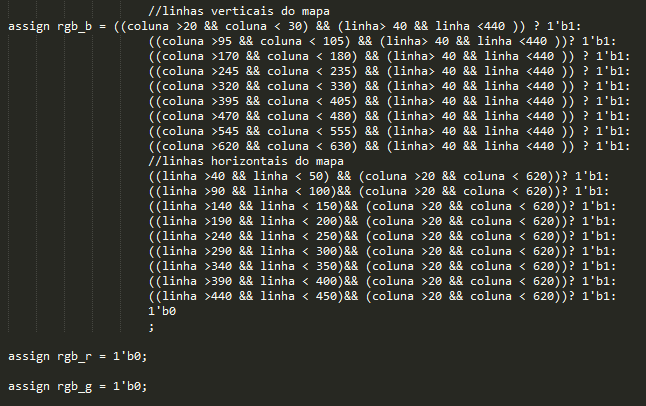 //linhas verticais do mapa
assign rgb_b = ((coluna >20 && coluna < 30) && (linha> 40 && linha <440 )) ? 1'b1:
((coluna >95 && coluna < 105) && (linha> 40 && linha <440 ))? 1'b1:
((coluna >170 && coluna < 180) && (linha> 40 && linha <440 )) ? 1'b1:
((coluna >245 && coluna < 235) && (linha> 40 && linha <440 )) ? 1'b1:
((coluna >320 && coluna < 330) && (linha> 40 && linha <440 )) ? 1'b1:
((coluna >395 && coluna < 405) && (linha> 40 && linha <440 )) ? 1'b1:
((coluna >470 && coluna < 480) && (linha> 40 && linha <440 )) ? 1'b1:
((coluna >545 && coluna < 555) && (linha> 40 && linha <440 )) ? 1'b1:
((coluna >620 && coluna < 630) && (linha> 40 && linha <440 )) ? 1'b1:
//linhas horizontais do mapa
((linha >40 && linha < 50) && (coluna >20 && coluna < 620))? 1'b1:
((linha >90 && linha < 100)&& (coluna >20 && coluna < 620))? 1'b1:
((linha >140 && linha < 150)&& (coluna >20 && coluna < 620))? 1'b1:
((linha >190 && linha < 200)&& (coluna >20 && coluna < 620))? 1'b1:
((linha >240 && linha < 250)&& (coluna >20 && coluna < 620))? 1'b1:
((linha >290 && linha < 300)&& (coluna >20 && coluna < 620))? 1'b1:
((linha >340 && linha < 350)&& (coluna >20 && coluna < 620))? 1'b1:
((linha >390 && linha < 400)&& (coluna >20 && coluna < 620))? 1'b1:
((linha >440 && linha < 450)&& (coluna >20 && coluna < 620))? 1'b1:
1'b0
;
assign rgb_r = 1'b0;
assign rgb_g = 1'b0;